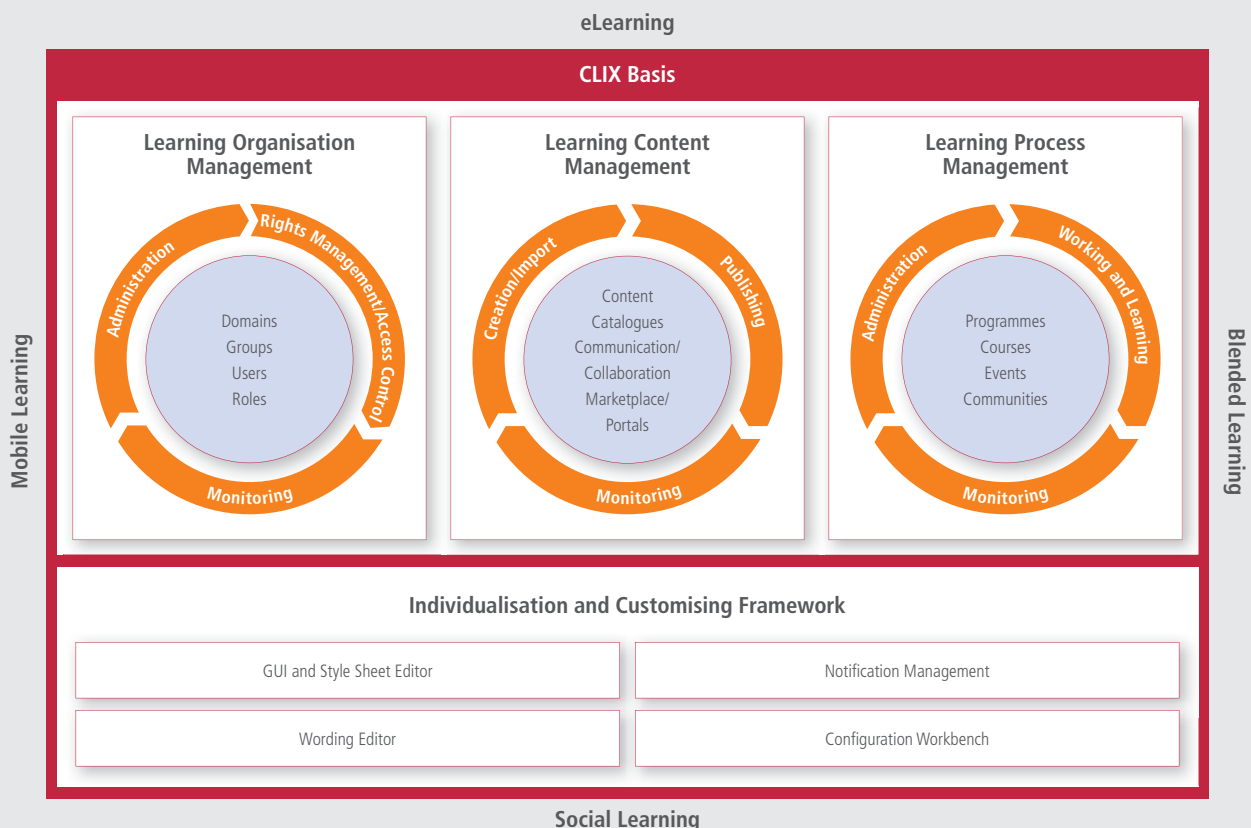 eLearning
CLIX Basis
Learning Organisation
Management
Administration
Rights Management/Access Control
Monitoring
Domains
Groups
Users
Roles
Learning Content
Management
Creation/Import
Publishing
Monitoring
Content
Catalogues
Communication/
Collaboration
Marketplace/
Portals
Learning Process
Management
Administration
Working and Learning
Monitoring
Programmes
Courses
Events
Communities
Mobile Learning
Blended Learning
Individualisation and Customising Framework
GUI and Style Sheet Editor
Notification Management
Wording Editor
Configuration Workbench
Social Learning